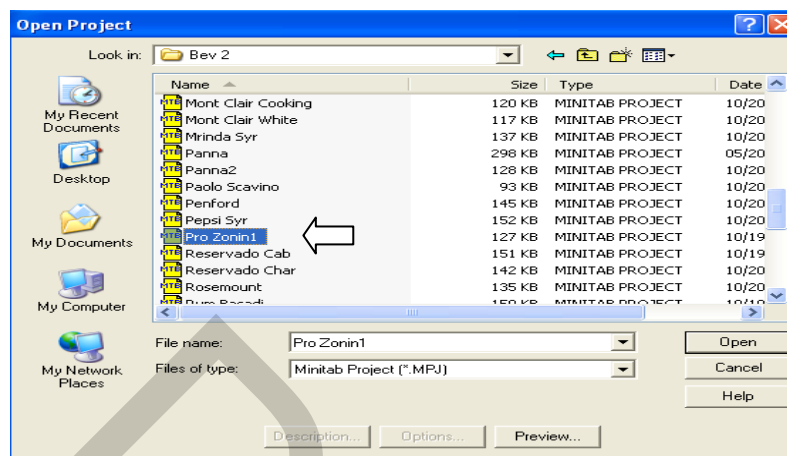 Open Project
Look in: Bev 2
Name Size Type Date
Mont Clair Cooking 120 KB MINITAB PROJECT 10/20
Mont Clair White 117 KB MINITAB PROJECT 10/20
Mrinda Syr 137 KB MINITAB PROJECT 10/20
Panna 298 KB MINITAB PROJECT 05/20
Panna2 128 KB MINITAB PROJECT 10/20
Paolo Scavino 93 KB MINITAB PROJECT 10/20
Penford 145 KB MINITAB PROJECT 10/20
Pepsi Syr 152 KB MINITAB PROJECT 10/20
Pro Zonin1 127 KB MINITAB PROJECT 10/19
Reservado Cab 151 KB MINITAB PROJECT 10/19
Reservado Char 142 KB MINITAB PROJECT 10/20
Rosemount 135 KB MINITAB PROJECT 10/20
My Recent
Documents
Desktop
My Documents
My Computer
My Network
Places
File name: Pro Zonin1 Open
Files of type: Minitab Project (*.MPJ) Cancel
Help
Description... Options... Preview...